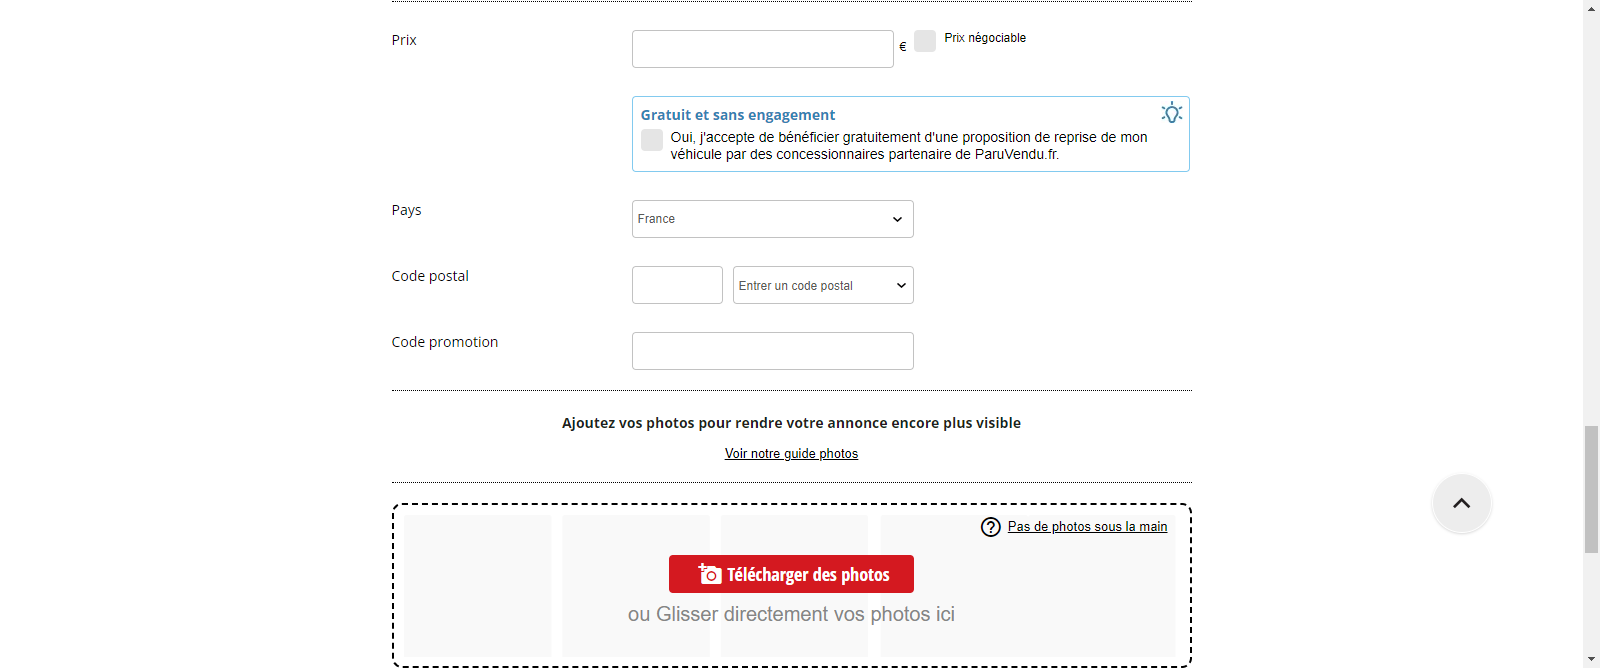 Prix
€
Prix négociable
Gratuit et sans engagement
Oui, j'accepte de bénéficier gratuitement d'une proposition de reprise de mon
véhicule par des concessionnaires partenaire de ParuVendu.fr.
Pays
France
Code postal
Entrer un code postal
Code promotion
Ajoutez vos photos pour rendre votre annonce encore plus visible
Voir notre guide photos
? Pas de photos sous la main
Télécharger des photos
ou Glisser directement vos photos ici